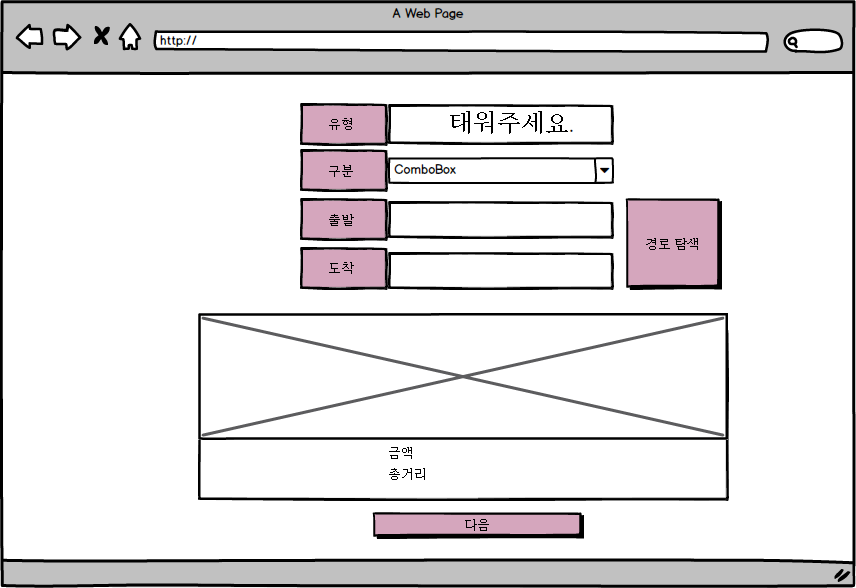 A Web Page
http://
유형
태워주세요.
구분
ComboBox
출발
경로 탐색
도착
금액
총거리
다음